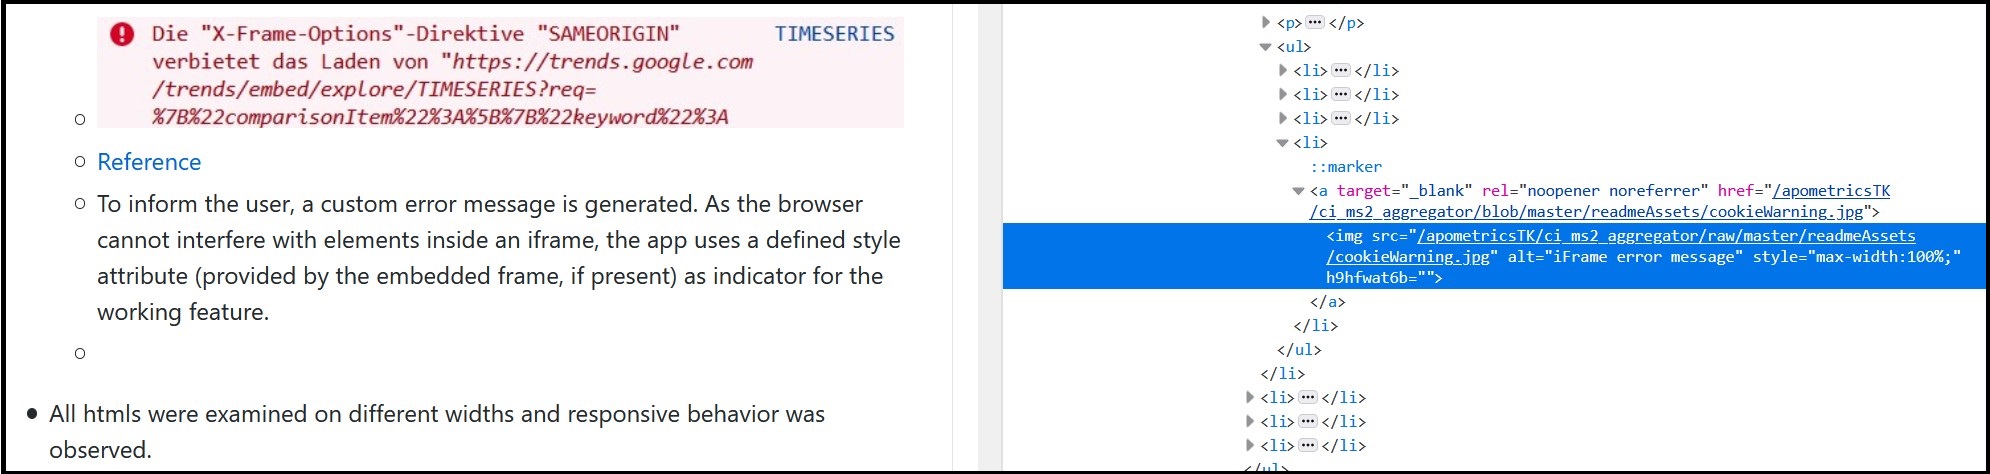 Die "X-Frame-Options"-Direktive "SAMEORIGIN" TIMESERIES
verbietet das Laden von "https://trends.google.com
/trends/embed/explore/TIMESERIES?req=
%7B%22comparisonItem%22%3A%5B%7B%22keyword%22%3A
Reference
To inform the user, a custom error message is generated. As the browser
cannot interfere with elements inside an iframe, the app uses a defined style
attribute (provided by the embedded frame, if present) as indicator for the
working feature.
All htmls were examined on different widths and responsive behavior was
observed.
<p>···</p>
<ul>
<li>···</li>
<li>···</li>
<li>···</li>
<li>
::marker
<a target="_blank" rel="noopener noreferrer" href="/apometricsTK
/ci_ms2_aggregator/blob/master/readmeAssets/cookieWarning.jpg">
<img src="/apometricsTK/ci_ms2_aggregator/raw/master/readmeAssets
/cookieWarning.jpg" alt="iFrame error message" style="max-width:100%;"
h9hfwat6b="">
</a>
</li>
</ul>
</li>
<li>···</li>
<li>···</li>
<li>···</li>
</ul>